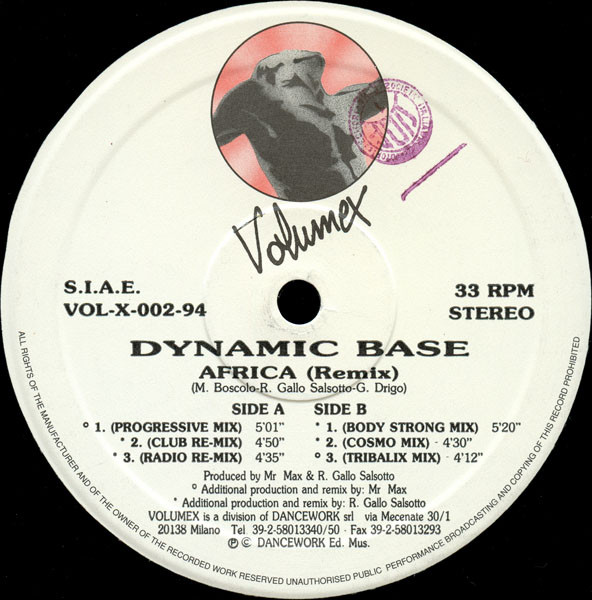 Volumex
S.I.A.E.
VOL-X-002-94
33 RPM
STEREO
DYNAMIC BASE
AFRICA (Remix)
(M. Boscolo-R. Gallo Salsotto-G. Drigo)
SIDE A
° 1. (PROGRESSIVE MIX) 5'01"
* 2. (CLUB RE-MIX) 4'50"
* 3. (RADIO RE-MIX) 4'35"
SIDE B
* 1. (BODY STRONG MIX) 5'20"
* 2. (COSMO MIX) - 4'30"
° 3. (TRIBALIX MIX) - 4'12"
Produced by Mr Max & R. Gallo Salsotto
° Additional production and remix by: Mr Max
* Additional production and remix by: R. Gallo Salsotto
VOLUMEX is a division of DANCEWORK srl via Mecenate 30/1
20138 Milano Tel. 39-2-58013340/50 - Fax 39-2-58013293
℗ © DANCEWORK Ed. Mus.
ALL RIGHTS OF THE MANUFACTURER AND OF THE OWNER OF THE RECORDED WORK RESERVED UNAUTHORISED PUBLIC PERFORMANCE BROADCASTING AND COPYING OF THIS RECORD PROHIBITED